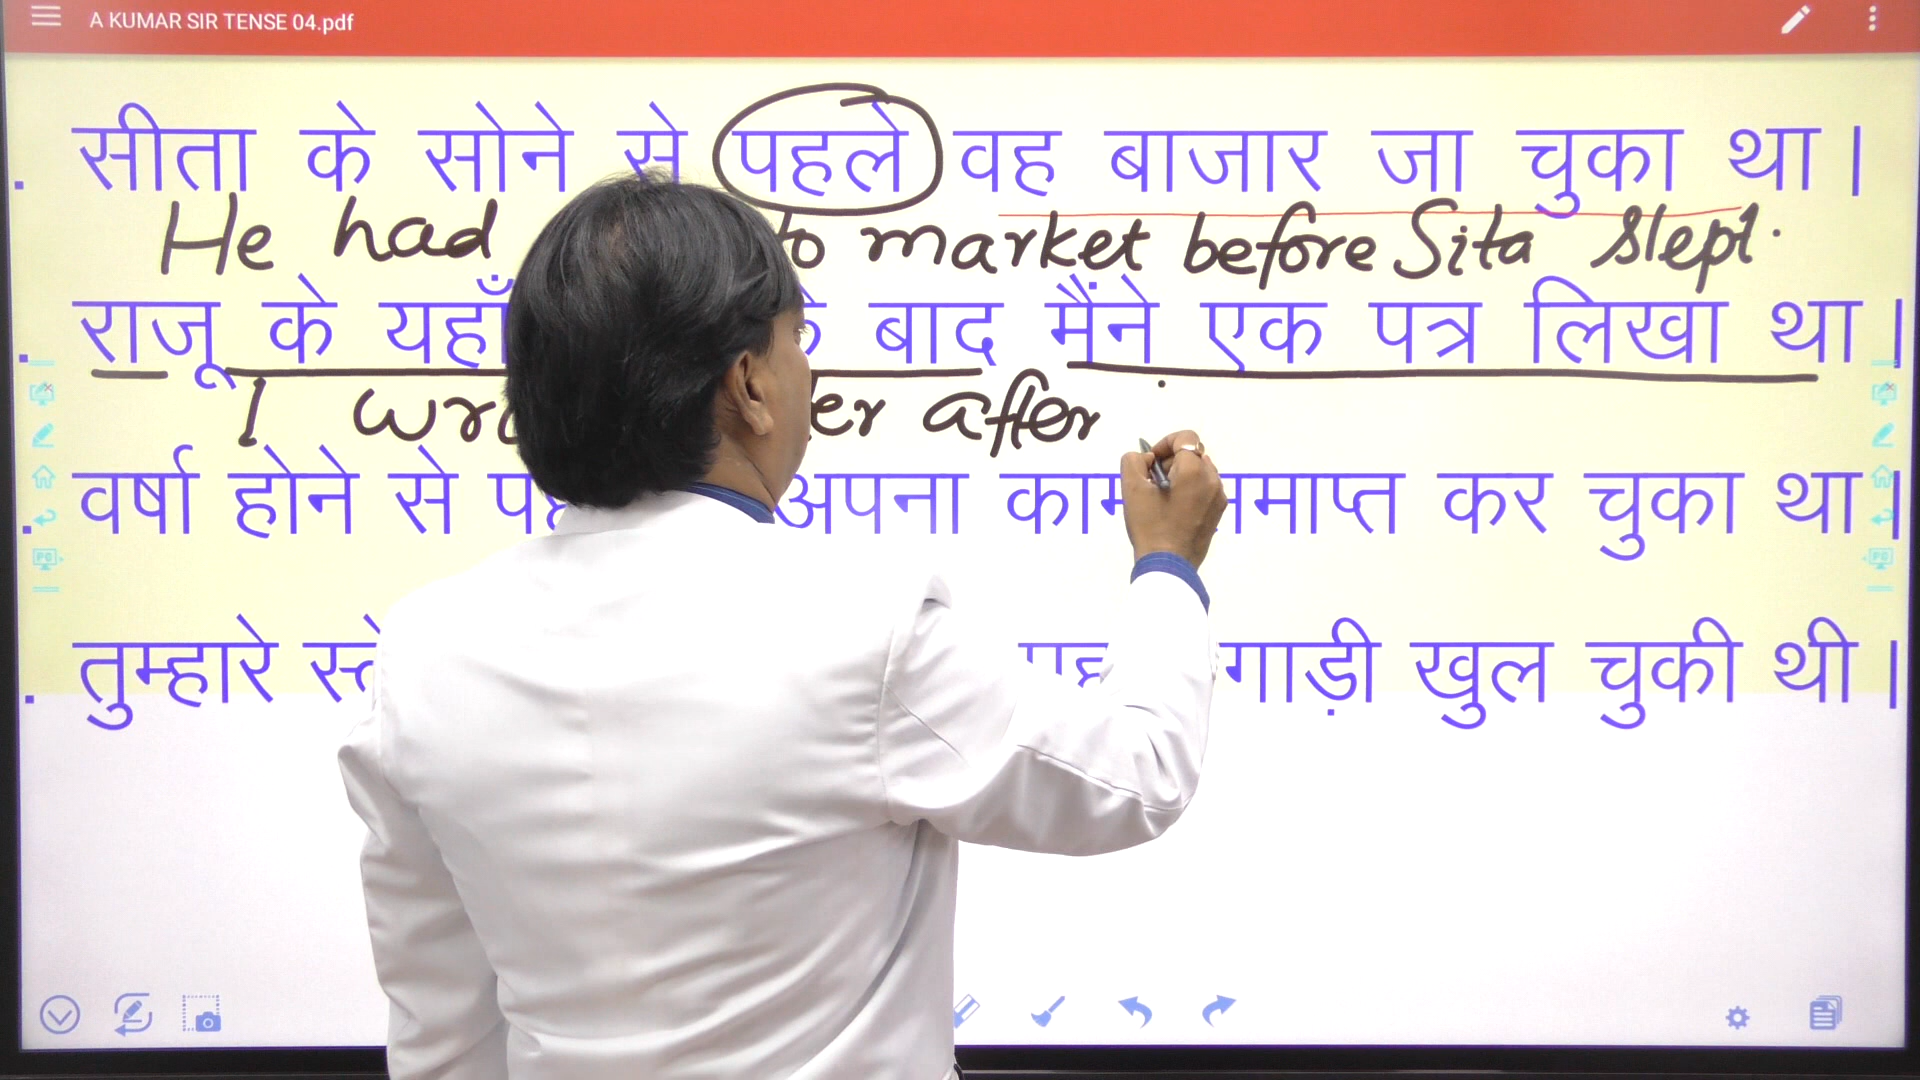 A KUMAR SIR TENSE 04.pdf
. सीता के सोने से पहले वह बाजार जा चुका था।
He had to market before Sita slept.
. राजू के यहाँ के बाद मैंने एक पत्र लिखा था।
I after
. वर्षा होने से अपना काम समाप्त कर चुका था।
. तुम्हारे गाड़ी खुल चुकी थी।